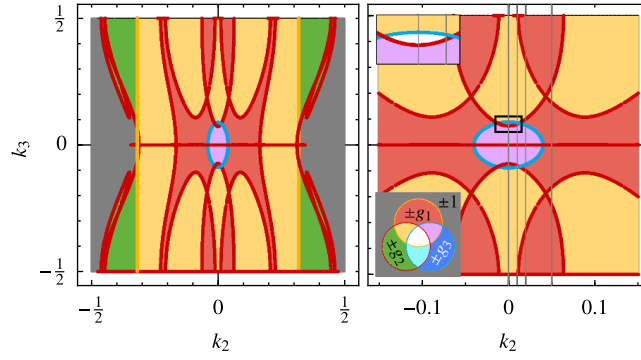 1/2
k₃
0
−1/2
−1/2
0
1/2
k₂
±1
±g₁
±g₂
±g₃
−0.1
0
0.1
k₂